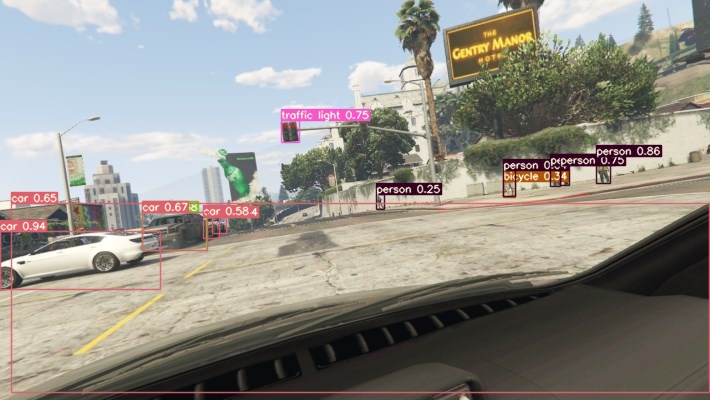 THE
GENTRY MANOR
HOTEL
traffic light 0.75
person 0.86
person 0.75
bicycle 0.34
person 0.25
car 0.65
car 0.67
car 0.58
car 0.94